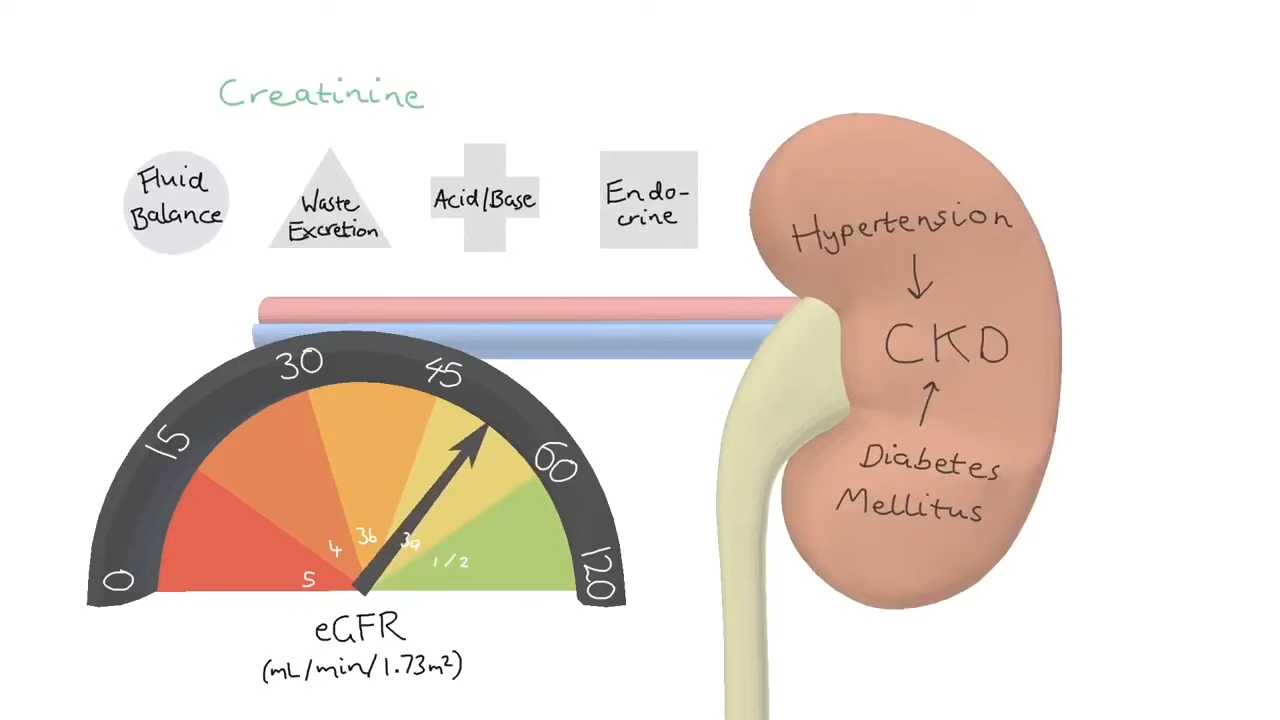 Creatinine
Fluid
Balance
Waste
Excretion
Acid/Base
Endo-
crine
Hypertension
CKD
Diabetes
Mellitus
0
15
30
45
60
120
5
4
3b
3a
1/2
eGFR
(mL/min/1.73m²)